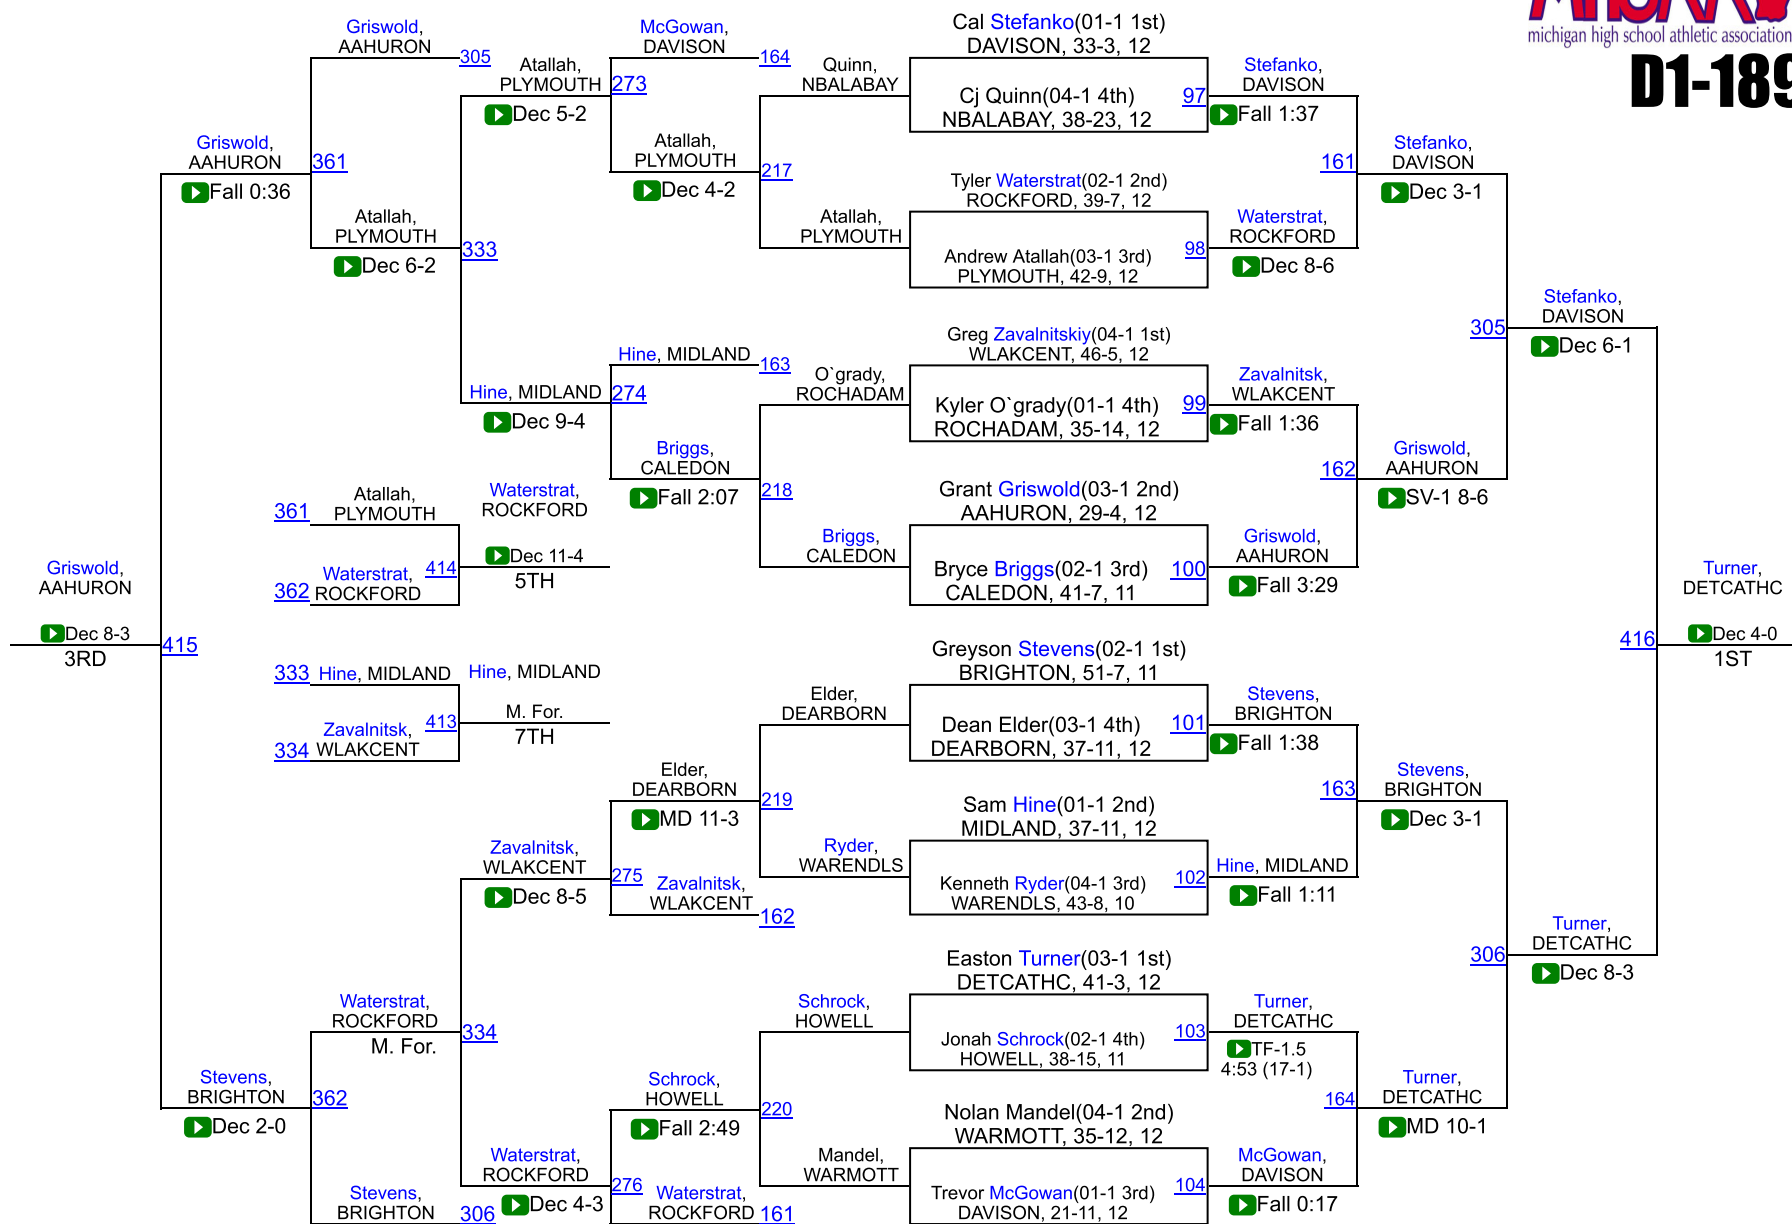 michigan high school athletic association
D1-189
Griswold,
AAHURON
305
Atallah,
PLYMOUTH
Dec 5-2
273
McGowan,
DAVISON
164
Atallah,
PLYMOUTH
Dec 4-2
217
Quinn,
NBALABAY
Atallah,
PLYMOUTH
Cal Stefanko(01-1 1st)
DAVISON, 33-3, 12
Cj Quinn(04-1 4th)
NBALABAY, 38-23, 12
97
Stefanko,
DAVISON
Fall 1:37
Tyler Waterstrat(02-1 2nd)
ROCKFORD, 39-7, 12
Andrew Atallah(03-1 3rd)
PLYMOUTH, 42-9, 12
98
Waterstrat,
ROCKFORD
Dec 8-6
161
Stefanko,
DAVISON
Dec 3-1
Griswold,
AAHURON
Fall 0:36
361
Atallah,
PLYMOUTH
Dec 6-2
333
Hine, MIDLAND
Dec 9-4
274
Hine, MIDLAND
163
Briggs,
CALEDON
Fall 2:07
218
O`grady,
ROCHADAM
Briggs,
CALEDON
Greg Zavalnitskiy(04-1 1st)
WLAKCENT, 46-5, 12
Kyler O`grady(01-1 4th)
ROCHADAM, 35-14, 12
99
Zavalnitsk,
WLAKCENT
Fall 1:36
Grant Griswold(03-1 2nd)
AAHURON, 29-4, 12
Bryce Briggs(02-1 3rd)
CALEDON, 41-7, 11
100
Griswold,
AAHURON
Fall 3:29
162
Griswold,
AAHURON
SV-1 8-6
305
Stefanko,
DAVISON
Dec 6-1
361
Atallah,
PLYMOUTH
362
Waterstrat,
ROCKFORD
414
Waterstrat,
ROCKFORD
Dec 11-4
5TH
Griswold,
AAHURON
Dec 8-3
3RD
415
333
Hine, MIDLAND
334
Zavalnitsk,
WLAKCENT
413
Hine, MIDLAND
M. For.
7TH
416
Turner,
DETCATHC
Dec 4-0
1ST
Elder,
DEARBORN
MD 11-3
219
Elder,
DEARBORN
Ryder,
WARENDLS
Greyson Stevens(02-1 1st)
BRIGHTON, 51-7, 11
Dean Elder(03-1 4th)
DEARBORN, 37-11, 12
101
Stevens,
BRIGHTON
Fall 1:38
Sam Hine(01-1 2nd)
MIDLAND, 37-11, 12
Kenneth Ryder(04-1 3rd)
WARENDLS, 43-8, 10
102
Hine, MIDLAND
Fall 1:11
163
Stevens,
BRIGHTON
Dec 3-1
Zavalnitsk,
WLAKCENT
Dec 8-5
275
Zavalnitsk,
WLAKCENT
162
Waterstrat,
ROCKFORD
M. For.
334
Stevens,
BRIGHTON
Dec 2-0
362
Schrock,
HOWELL
Fall 2:49
220
Schrock,
HOWELL
Mandel,
WARMOTT
Easton Turner(03-1 1st)
DETCATHC, 41-3, 12
Jonah Schrock(02-1 4th)
HOWELL, 38-15, 11
103
Turner,
DETCATHC
TF-1.5
4:53 (17-1)
Nolan Mandel(04-1 2nd)
WARMOTT, 35-12, 12
Trevor McGowan(01-1 3rd)
DAVISON, 21-11, 12
104
McGowan,
DAVISON
Fall 0:17
164
Turner,
DETCATHC
MD 10-1
306
Turner,
DETCATHC
Dec 8-3
Waterstrat,
ROCKFORD
Dec 4-3
276
Waterstrat,
ROCKFORD
161
Stevens,
BRIGHTON
306